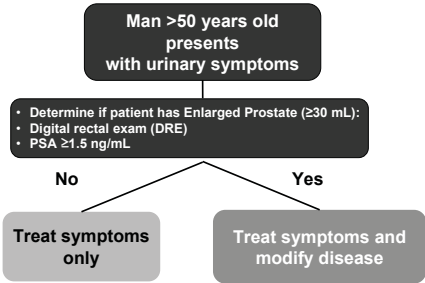 Man >50 years old
presents
with urinary symptoms
• Determine if patient has Enlarged Prostate (≥30 mL):
• Digital rectal exam (DRE)
• PSA ≥1.5 ng/mL
No
Yes
Treat symptoms
only
Treat symptoms and
modify disease